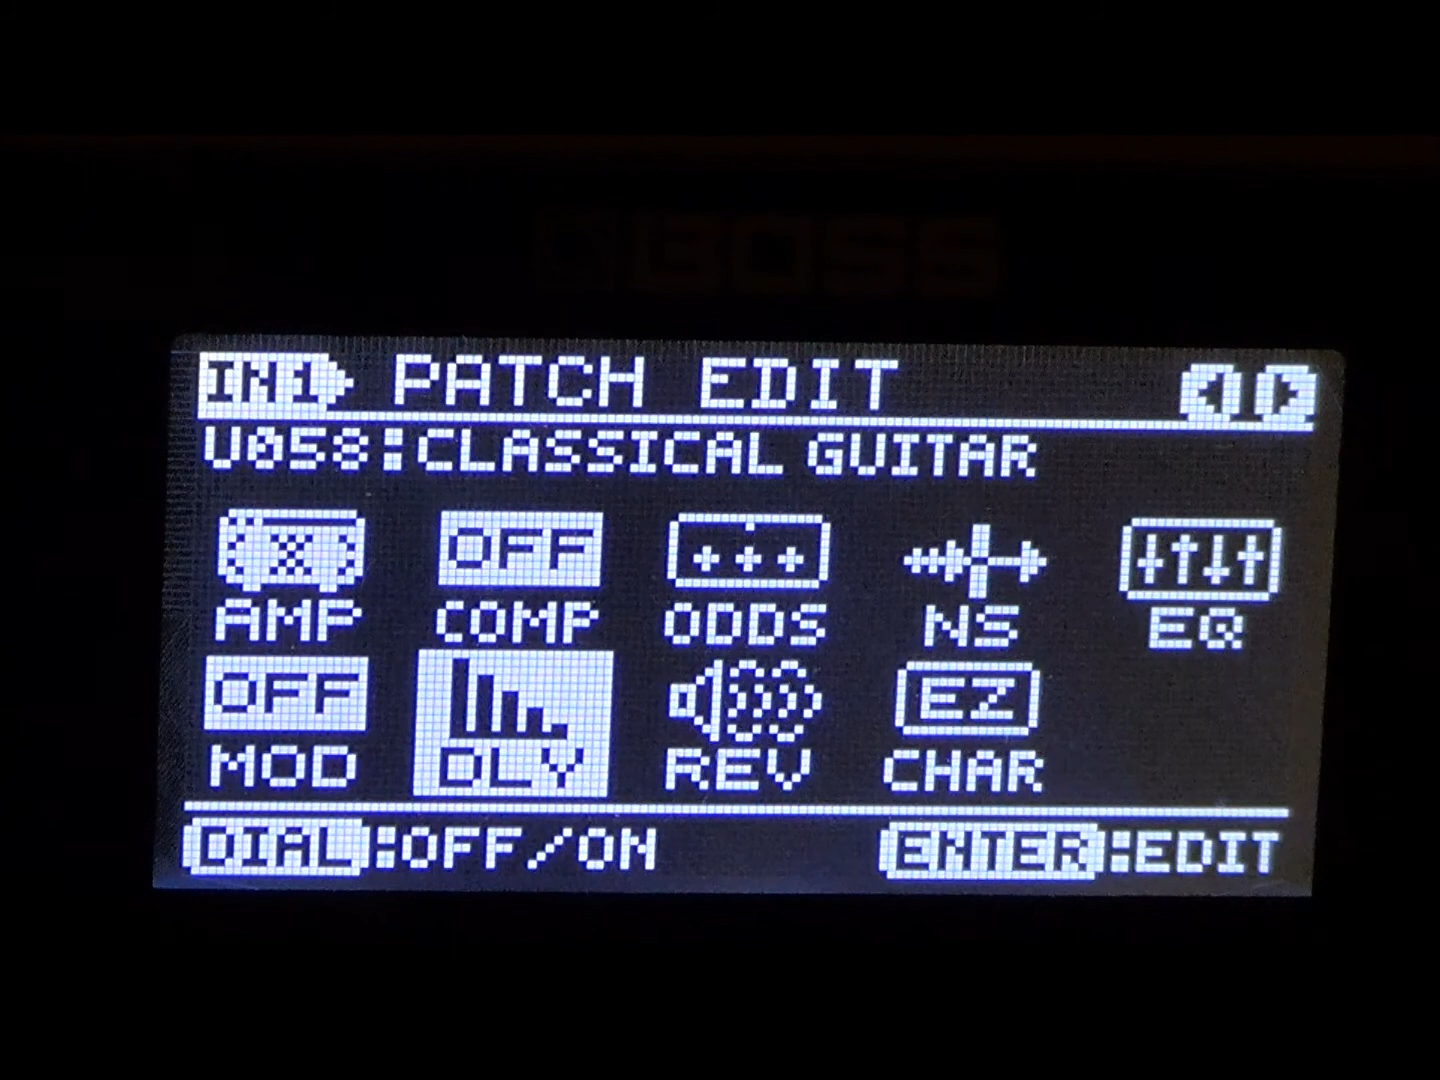 BOSS
IN1 PATCH EDIT
U058:CLASSICAL GUITAR
OFF
AMP COMP ODDS NS EQ
OFF EZ
MOD DLY REV CHAR
DIAL:OFF/ON ENTER:EDIT